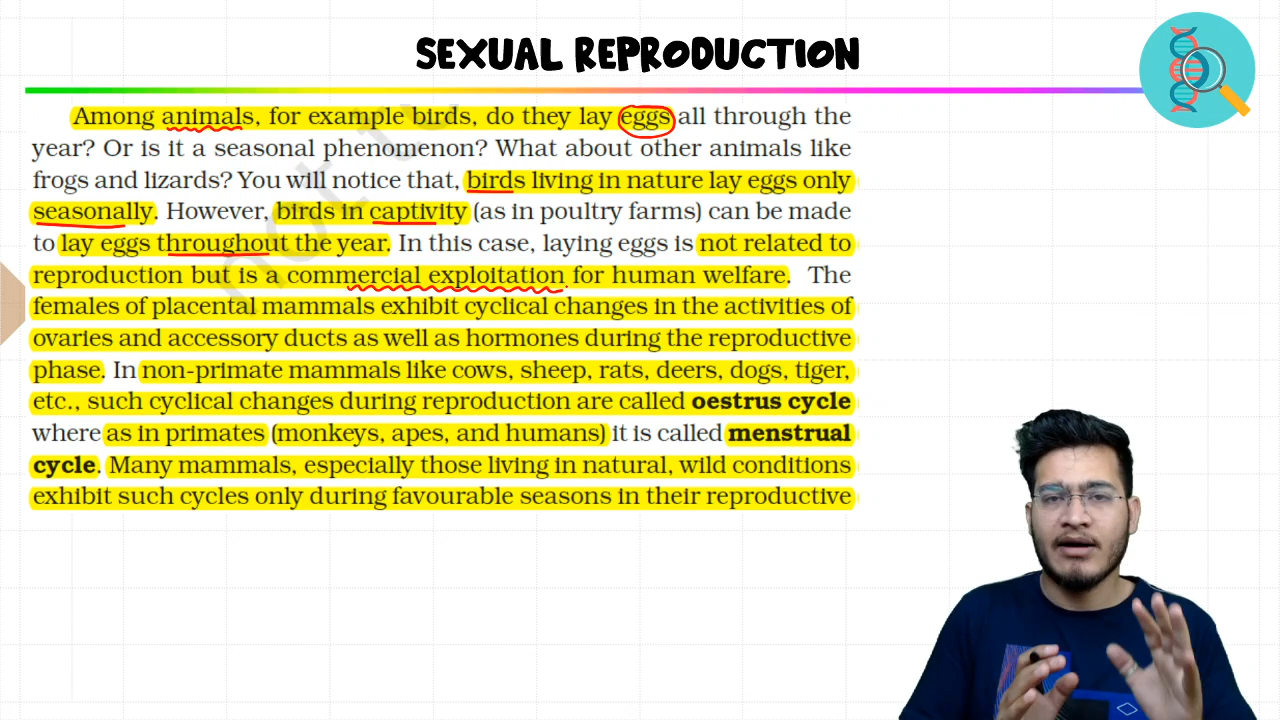 SEXUAL REPRODUCTION
Among animals, for example birds, do they lay eggs all through the
year? Or is it a seasonal phenomenon? What about other animals like
frogs and lizards? You will notice that, birds living in nature lay eggs only
seasonally. However, birds in captivity (as in poultry farms) can be made
to lay eggs throughout the year. In this case, laying eggs is not related to
reproduction but is a commercial exploitation for human welfare. The
females of placental mammals exhibit cyclical changes in the activities of
ovaries and accessory ducts as well as hormones during the reproductive
phase. In non-primate mammals like cows, sheep, rats, deers, dogs, tiger,
etc., such cyclical changes during reproduction are called oestrus cycle
where as in primates (monkeys, apes, and humans) it is called menstrual
cycle. Many mammals, especially those living in natural, wild conditions
exhibit such cycles only during favourable seasons in their reproductive
not